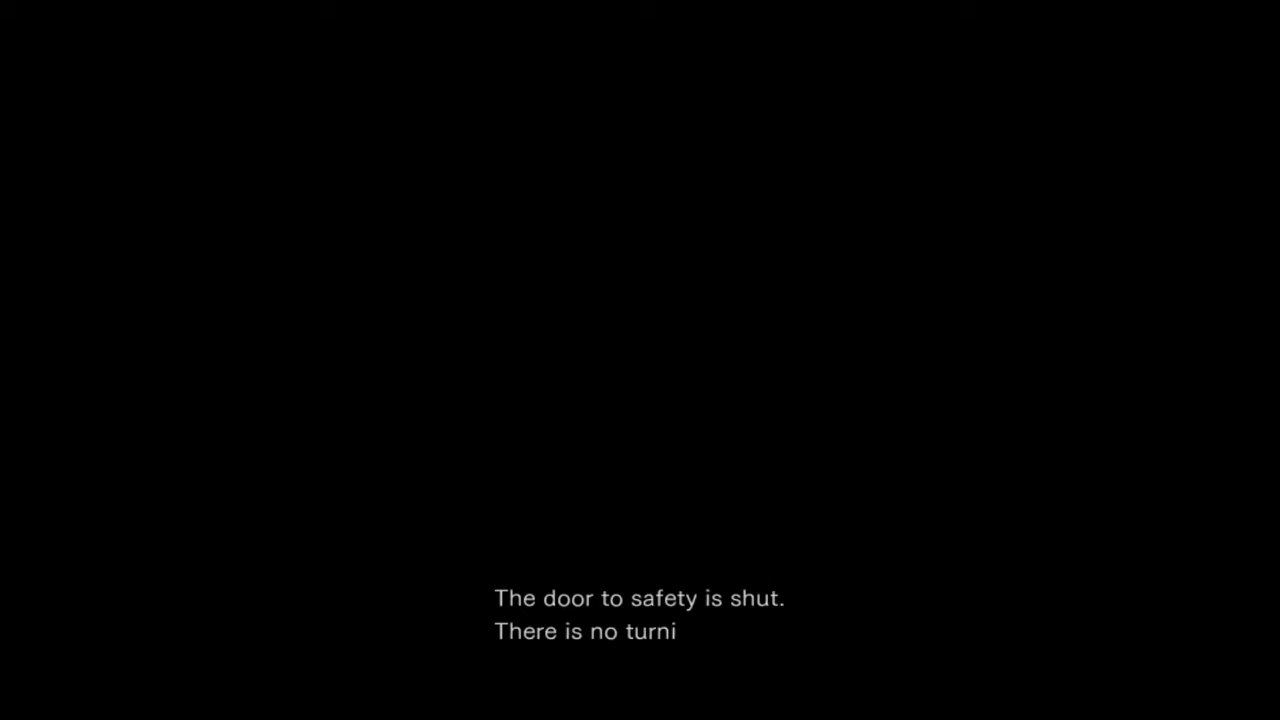 The door to safety is shut.
There is no turni